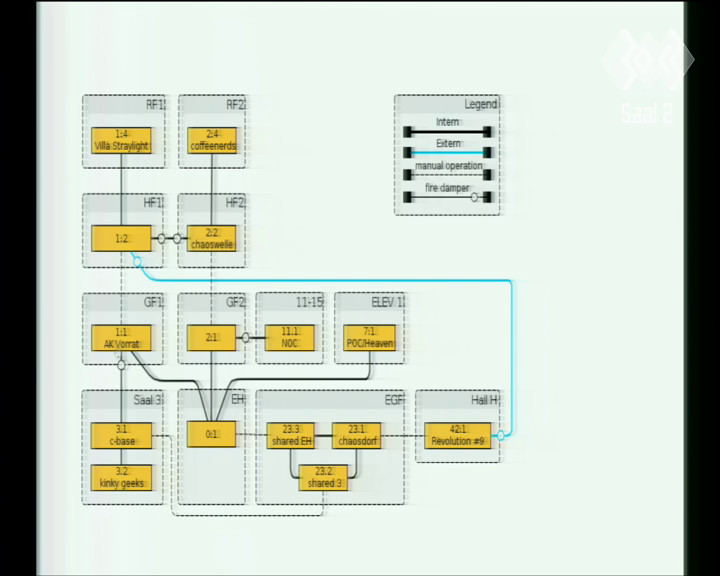 Saal 2
RF1
RF2
Legend
1:4
Villa Straylight
2:4
coffeenerds
Intern
Extern
manual operation
fire damper
HF1
HF2
1:2
2:2
chaoswelle
GF1
GF2
11-15
ELEV 1
1:1
AK Vorrat
2:1
11:1
NOC
7:1
POC/Heaven
Saal 3
EH
EGF
Hall H
3:1
c-base
0:1
23:3
shared EH
23:1
chaosdorf
42:1
Revolution #9
3:2
kinky geeks
23:2
shared 3